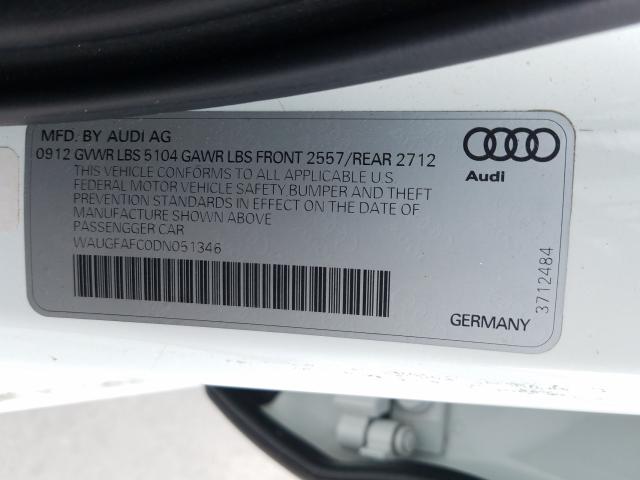 MFD. BY AUDI AG
0912 GVWR LBS 5104 GAWR LBS FRONT 2557/REAR 2712
THIS VEHICLE CONFORMS TO ALL APPLICABLE U.S.
FEDERAL MOTOR VEHICLE SAFETY BUMPER AND THEFT
PREVENTION STANDARDS IN EFFECT ON THE DATE OF
MANUFACTURE SHOWN ABOVE
PASSENGGER CAR
WAUGFAFC0DN051346
Audi
GERMANY
3712484